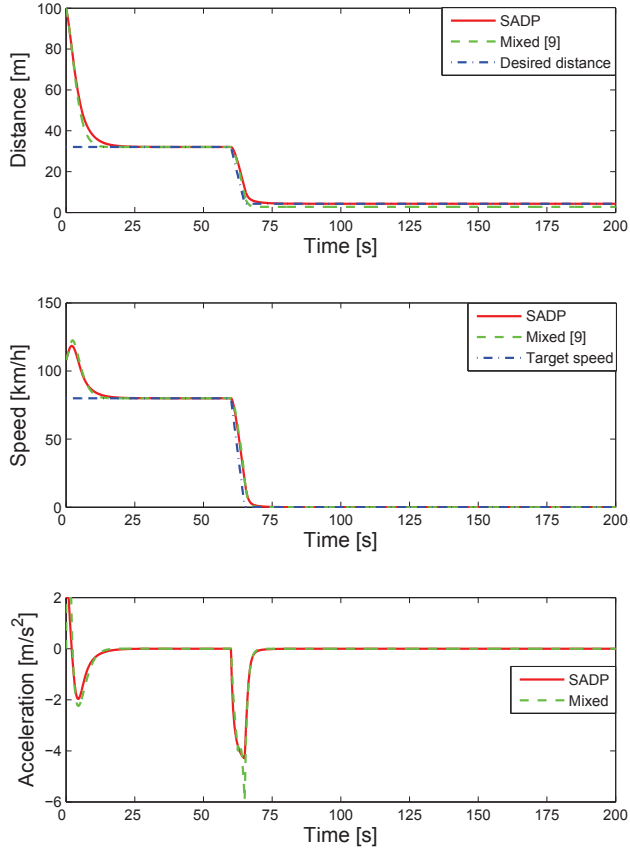 100
80
60
40
20
0
Distance [m]
SADP
Mixed [9]
Desired distance
0 25 50 75 100 125 150 175 200
Time [s]
150
100
50
0
Speed [km/h]
SADP
Mixed [9]
Target speed
0 25 50 75 100 125 150 175 200
Time [s]
2
0
−2
−4
−6
Acceleration [m/s²]
SADP
Mixed
0 25 50 75 100 125 150 175 200
Time [s]